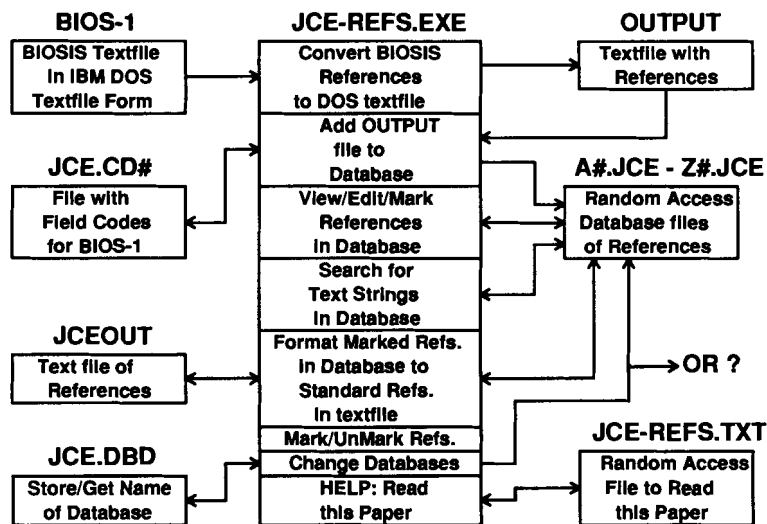 BIOS-1
BIOSIS Textfile
in IBM DOS
Textfile Form
JCE.CD#
File with
Field Codes
for BIOS-1
JCEOUT
Text file of
References
JCE.DBD
Store/Get Name
of Database
JCE-REFS.EXE
Convert BIOSIS
References
to DOS textfile
Add OUTPUT
file to
Database
View/Edit/Mark
References
in Database
Search for
Text Strings
in Database
Format Marked Refs.
in Database to
Standard Refs.
in textfile
Mark/UnMark Refs.
Change Databases
HELP: Read
this Paper
OUTPUT
Textfile with
References
A#.JCE - Z#.JCE
Random Access
Database files
of References
OR ?
JCE-REFS.TXT
Random Access
File to Read
this Paper